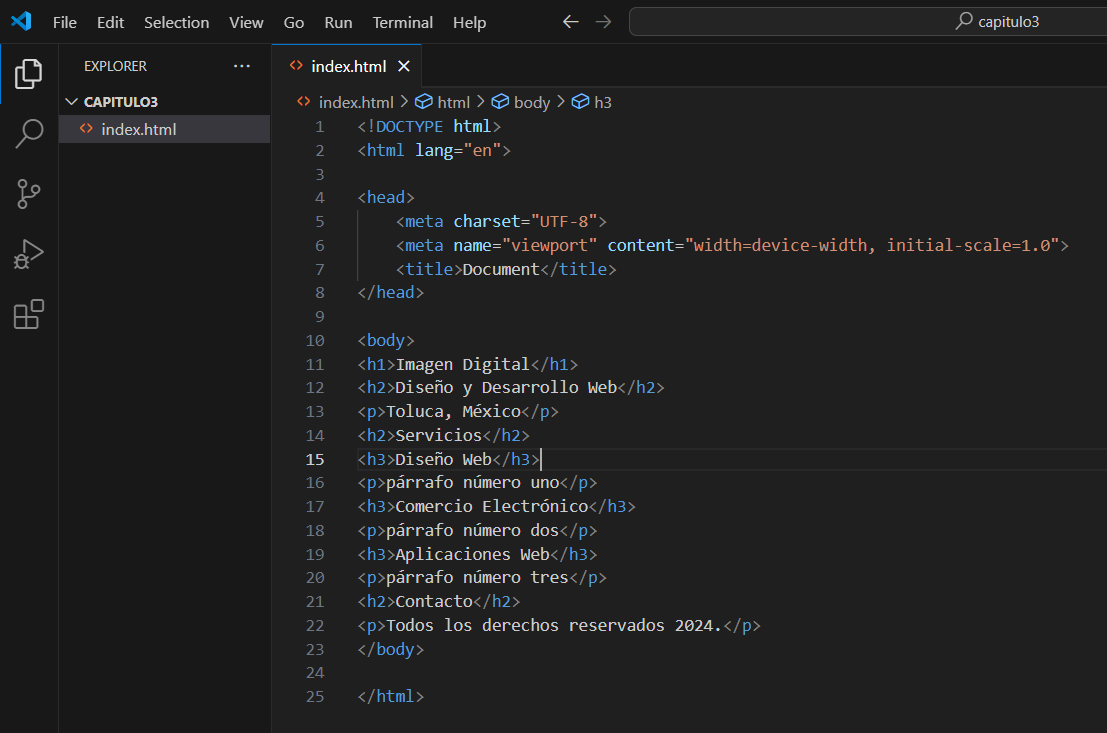 File Edit Selection View Go Run Terminal Help
capitulo3
EXPLORER
CAPITULO3
index.html
index.html
index.html > html > body > h3
1 <!DOCTYPE html>
2 <html lang="en">
3
4 <head>
5     <meta charset="UTF-8">
6     <meta name="viewport" content="width=device-width, initial-scale=1.0">
7     <title>Document</title>
8 </head>
9
10 <body>
11 <h1>Imagen Digital</h1>
12 <h2>Diseño y Desarrollo Web</h2>
13 <p>Toluca, México</p>
14 <h2>Servicios</h2>
15 <h3>Diseño Web</h3>
16 <p>párrafo número uno</p>
17 <h3>Comercio Electrónico</h3>
18 <p>párrafo número dos</p>
19 <h3>Aplicaciones Web</h3>
20 <p>párrafo número tres</p>
21 <h2>Contacto</h2>
22 <p>Todos los derechos reservados 2024.</p>
23 </body>
24
25 </html>